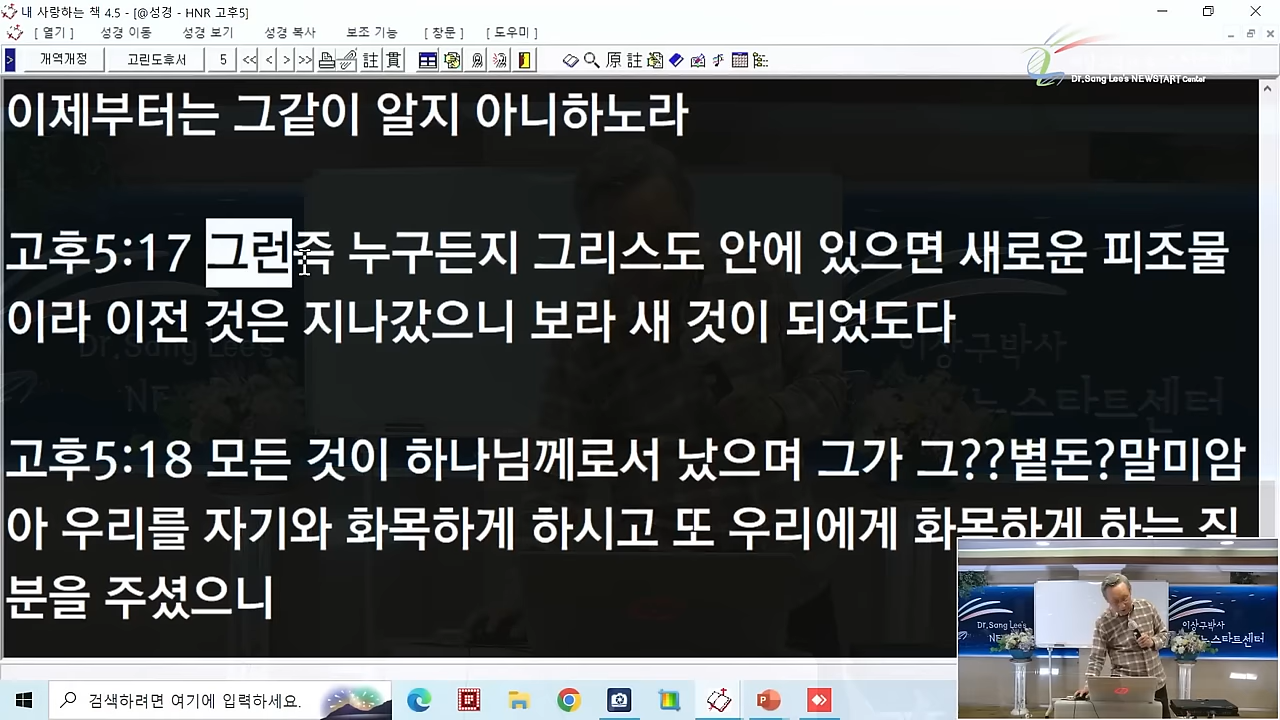 내 사랑하는 책 4.5 - [@성경 - HNR 고후5]
[ 열기 ] 성경 이동 성경 보기 성경 복사 보조 기능 [ 창문 ] [ 도우미 ]
개역개정 고린도후서 5 << < > >> 註 貫 原 註
Dr.Sang Lee's NEWSTART Center
이제부터는 그같이 알지 아니하노라
고후5:17 그런즉 누구든지 그리스도 안에 있으면 새로운 피조물
이라 이전 것은 지나갔으니 보라 새 것이 되었도다
고후5:18 모든 것이 하나님께로서 났으며 그가 그??볕돈?말미암
아 우리를 자기와 화목하게 하시고 또 우리에게 화목하게 하는 직
분을 주셨으니
Dr.Sang Lee's
이상구박사
뉴스타트센터
검색하려면 여기에 입력하세요.